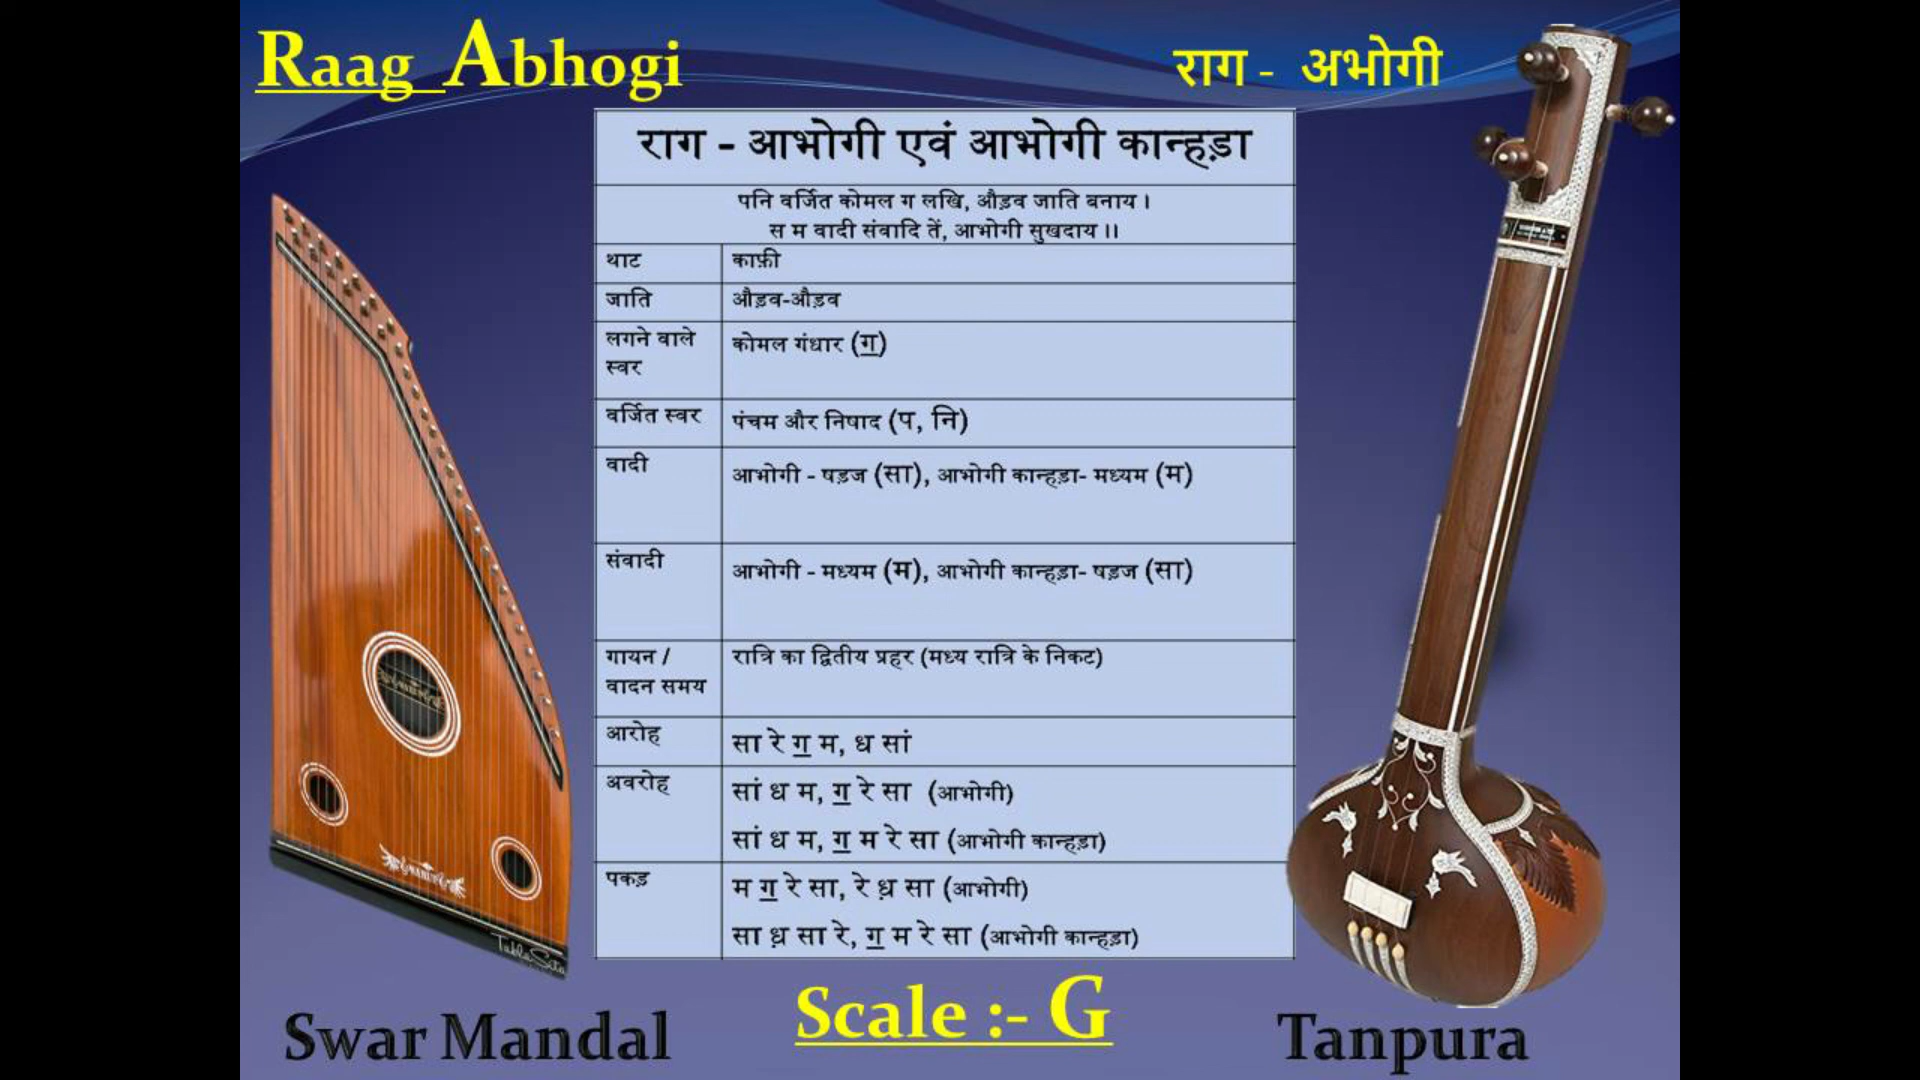 Raag Abhogi
राग - अभोगी
राग - आभोगी एवं आभोगी कान्हड़ा
पनि वर्जित कोमल ग लखि, औड़व जाति बनाय।
स म वादी संवादि तें, आभोगी सुखदाय।।
थाट काफ़ी
जाति औड़व-औड़व
लगने वाले
स्वर
कोमल गंधार (ग॒)
वर्जित स्वर पंचम और निषाद (प, नि)
वादी आभोगी - षड़ज (सा), आभोगी कान्हड़ा- मध्यम (म)
संवादी आभोगी - मध्यम (म), आभोगी कान्हड़ा- षड़ज (सा)
गायन /
वादन समय
रात्रि का द्वितीय प्रहर (मध्य रात्रि के निकट)
आरोह सा रे ग॒ म, ध सां
अवरोह सां ध म, ग॒ रे सा (आभोगी)
सां ध म, ग॒ म रे सा (आभोगी कान्हड़ा)
पकड़ म ग॒ रे सा, रे ध़ सा (आभोगी)
सा ध़ सा रे, ग॒ म रे सा (आभोगी कान्हड़ा)
Swar Mandal
Scale :- G
Tanpura